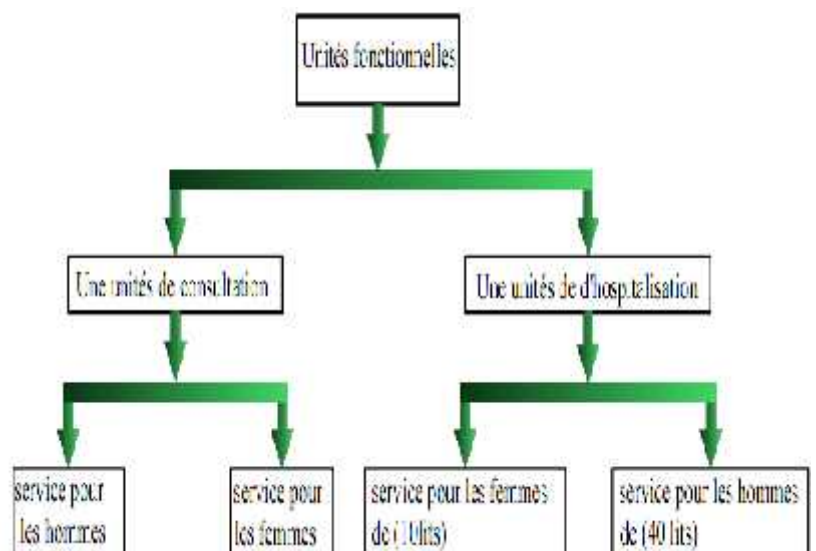 Unités fonctionnelles
Une unités de consultation
Une unités de d'hospitalisation
service pour
les hommes
service pour
les femmes
service pour les femmes
de (10lits)
service pour les hommes
de (40 lits)